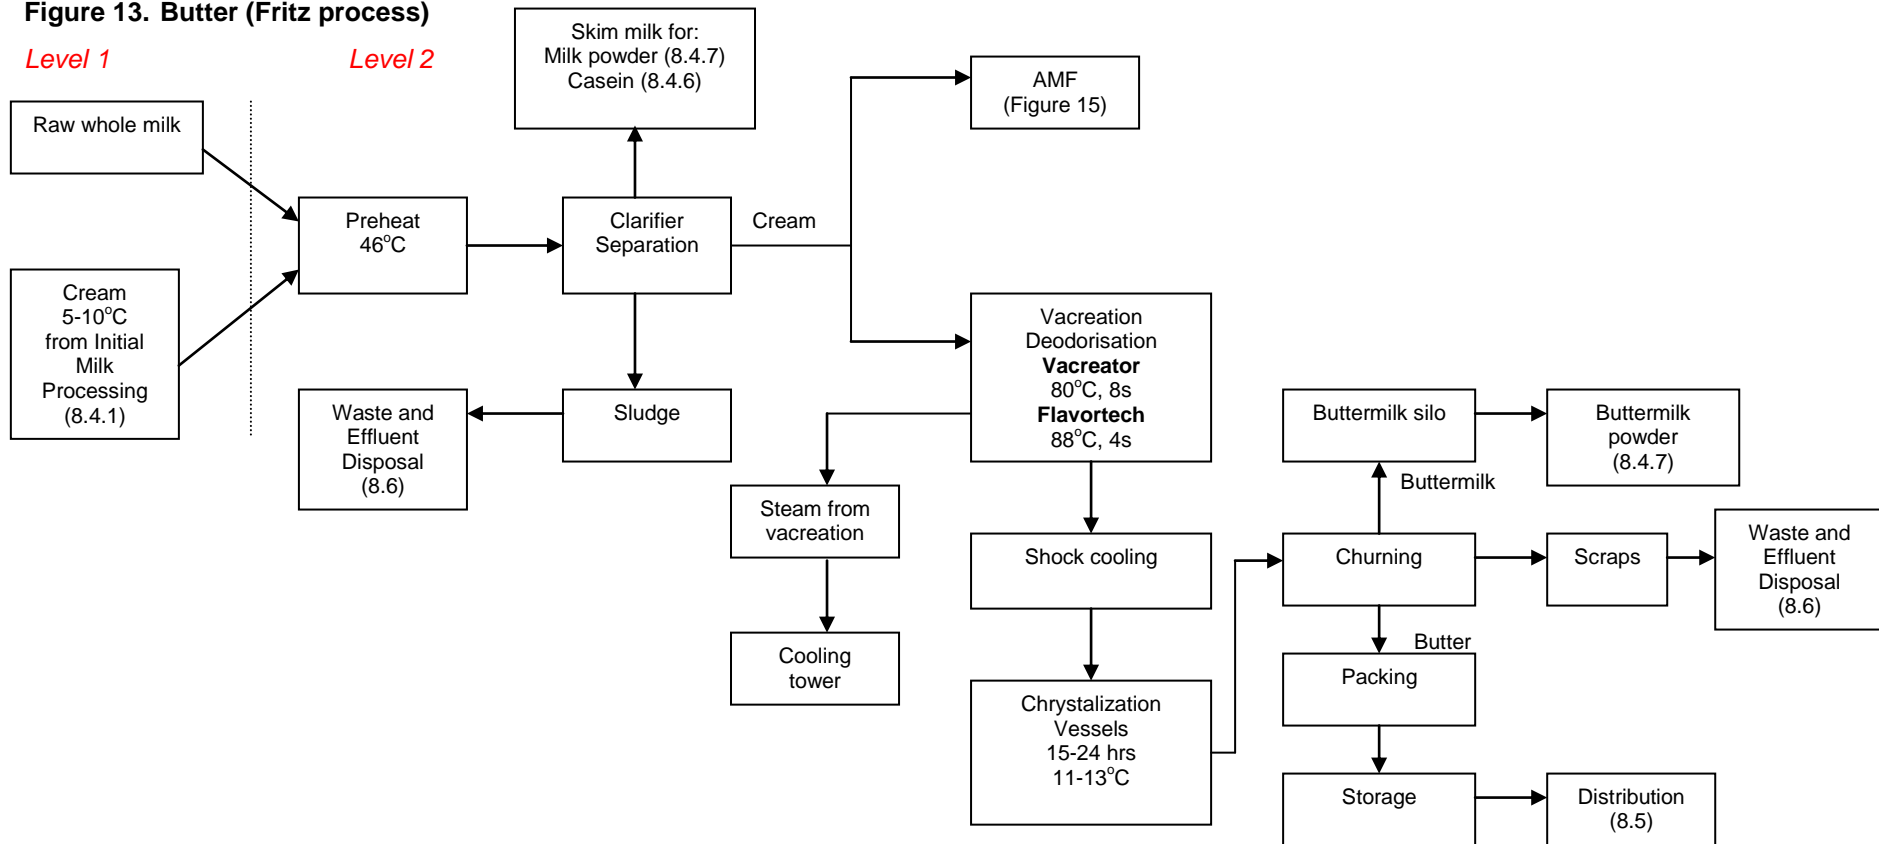 Figure 13. Butter (Fritz process)
Level 1
Level 2
Skim milk for:
Milk powder (8.4.7)
Casein (8.4.6)
AMF
(Figure 15)
Raw whole milk
Preheat
46°C
Clarifier
Separation
Cream
Cream
5-10°C
from Initial
Milk
Processing
(8.4.1)
Vacreation
Deodorisation
Vacreator
80°C, 8s
Flavortech
88°C, 4s
Waste and
Effluent
Disposal
(8.6)
Sludge
Buttermilk silo
Buttermilk
powder
(8.4.7)
Buttermilk
Steam from
vacreation
Shock cooling
Churning
Scraps
Waste and
Effluent
Disposal
(8.6)
Butter
Cooling
tower
Packing
Chrystalization
Vessels
15-24 hrs
11-13°C
Storage
Distribution
(8.5)